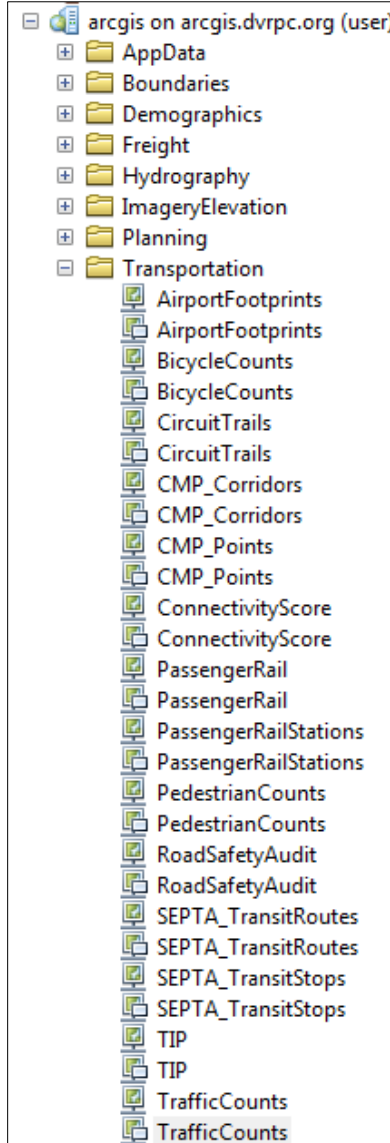 arcgis on arcgis.dvrpc.org (user)
AppData
Boundaries
Demographics
Freight
Hydrography
ImageryElevation
Planning
Transportation
AirportFootprints
AirportFootprints
BicycleCounts
BicycleCounts
CircuitTrails
CircuitTrails
CMP_Corridors
CMP_Corridors
CMP_Points
CMP_Points
ConnectivityScore
ConnectivityScore
PassengerRail
PassengerRail
PassengerRailStations
PassengerRailStations
PedestrianCounts
PedestrianCounts
RoadSafetyAudit
RoadSafetyAudit
SEPTA_TransitRoutes
SEPTA_TransitRoutes
SEPTA_TransitStops
SEPTA_TransitStops
TIP
TIP
TrafficCounts
TrafficCounts